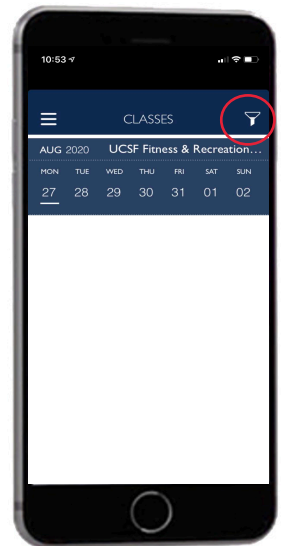 10:53
CLASSES
AUG 2020 UCSF Fitness & Recreation...
MON TUE WED THU FRI SAT SUN
27 28 29 30 31 01 02